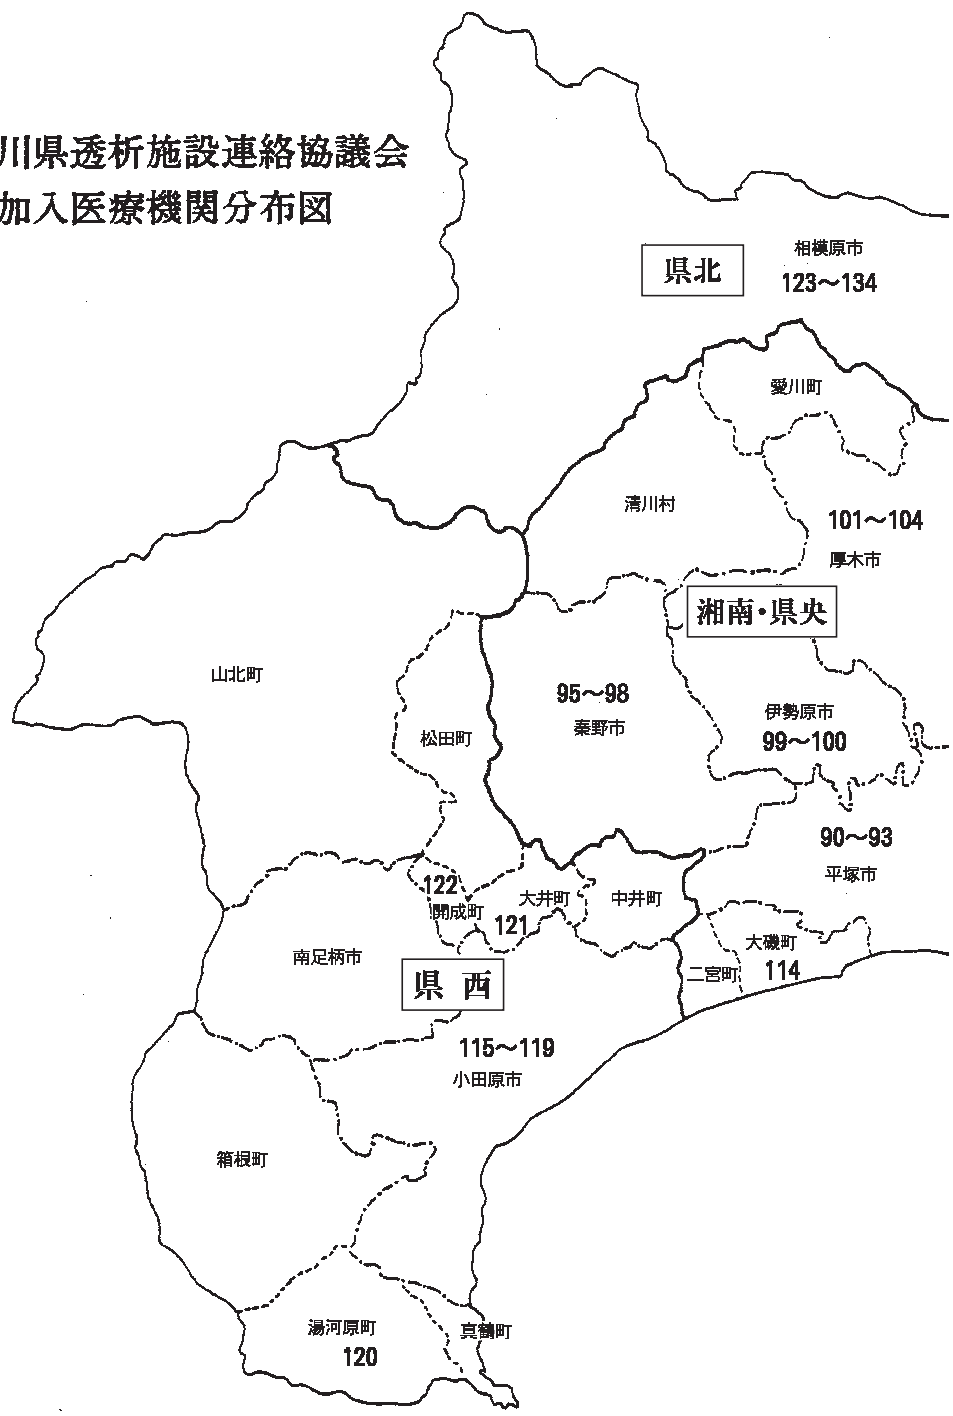 川県透析施設連絡協議会
加入医療機関分布図
県北
相模原市
123〜134
愛川町
清川村
101〜104
厚木市
湘南・県央
山北町
95〜98
秦野市
松田町
伊勢原市
99〜100
90〜93
平塚市
122
開成町
大井町
121
中井町
南足柄市
県 西
二宮町
大磯町
114
115〜119
小田原市
箱根町
湯河原町
120
真鶴町